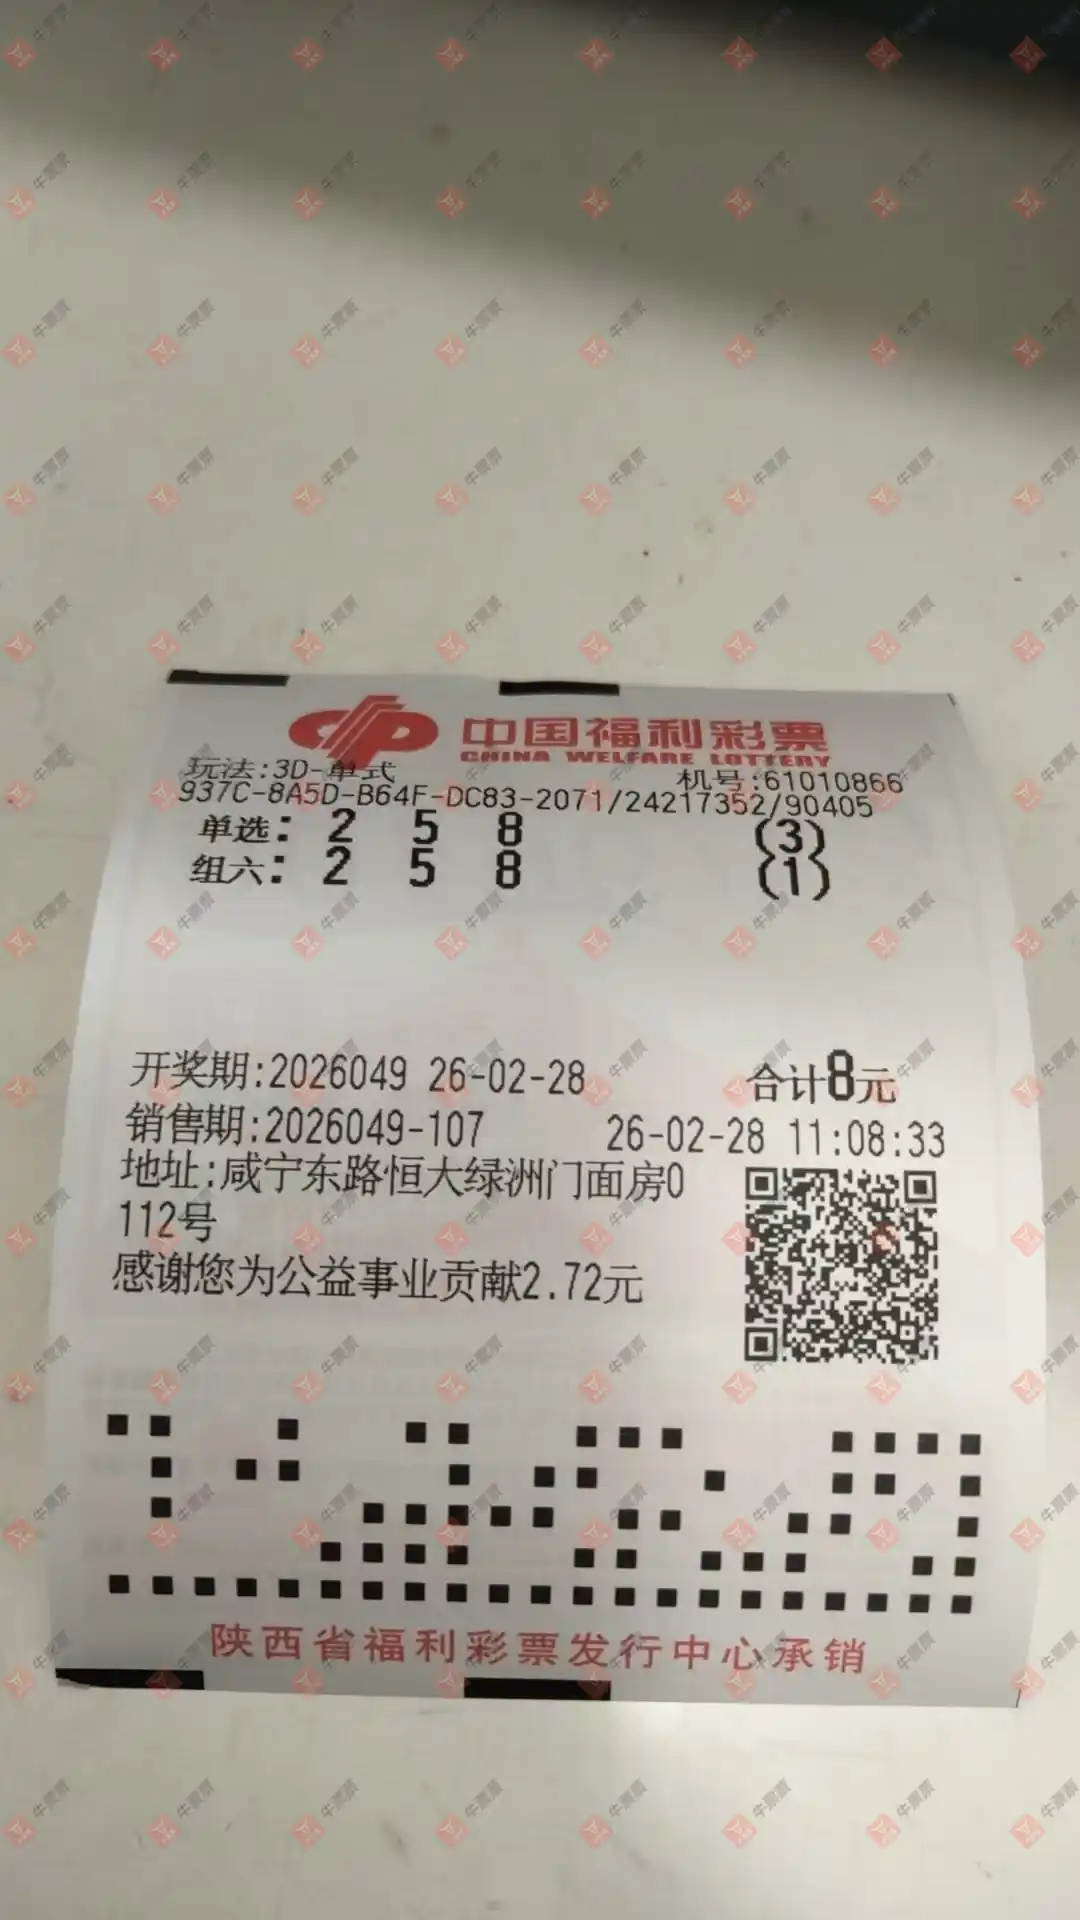 中国福利彩票
CHINA WELFARE LOTTERY
玩法:3D-单式 机号:61010866
937C-8A5D-B64F-DC83-2071/24217352/90405
单选: 2 5 8 (3)
组六: 2 5 8 (1)
开奖期:2026049 26-02-28 合计8元
销售期:2026049-107 26-02-28 11:08:33
地址:咸宁东路恒大绿洲门面房0
112号
感谢您为公益事业贡献2.72元
陕西省福利彩票发行中心承销
牛票票